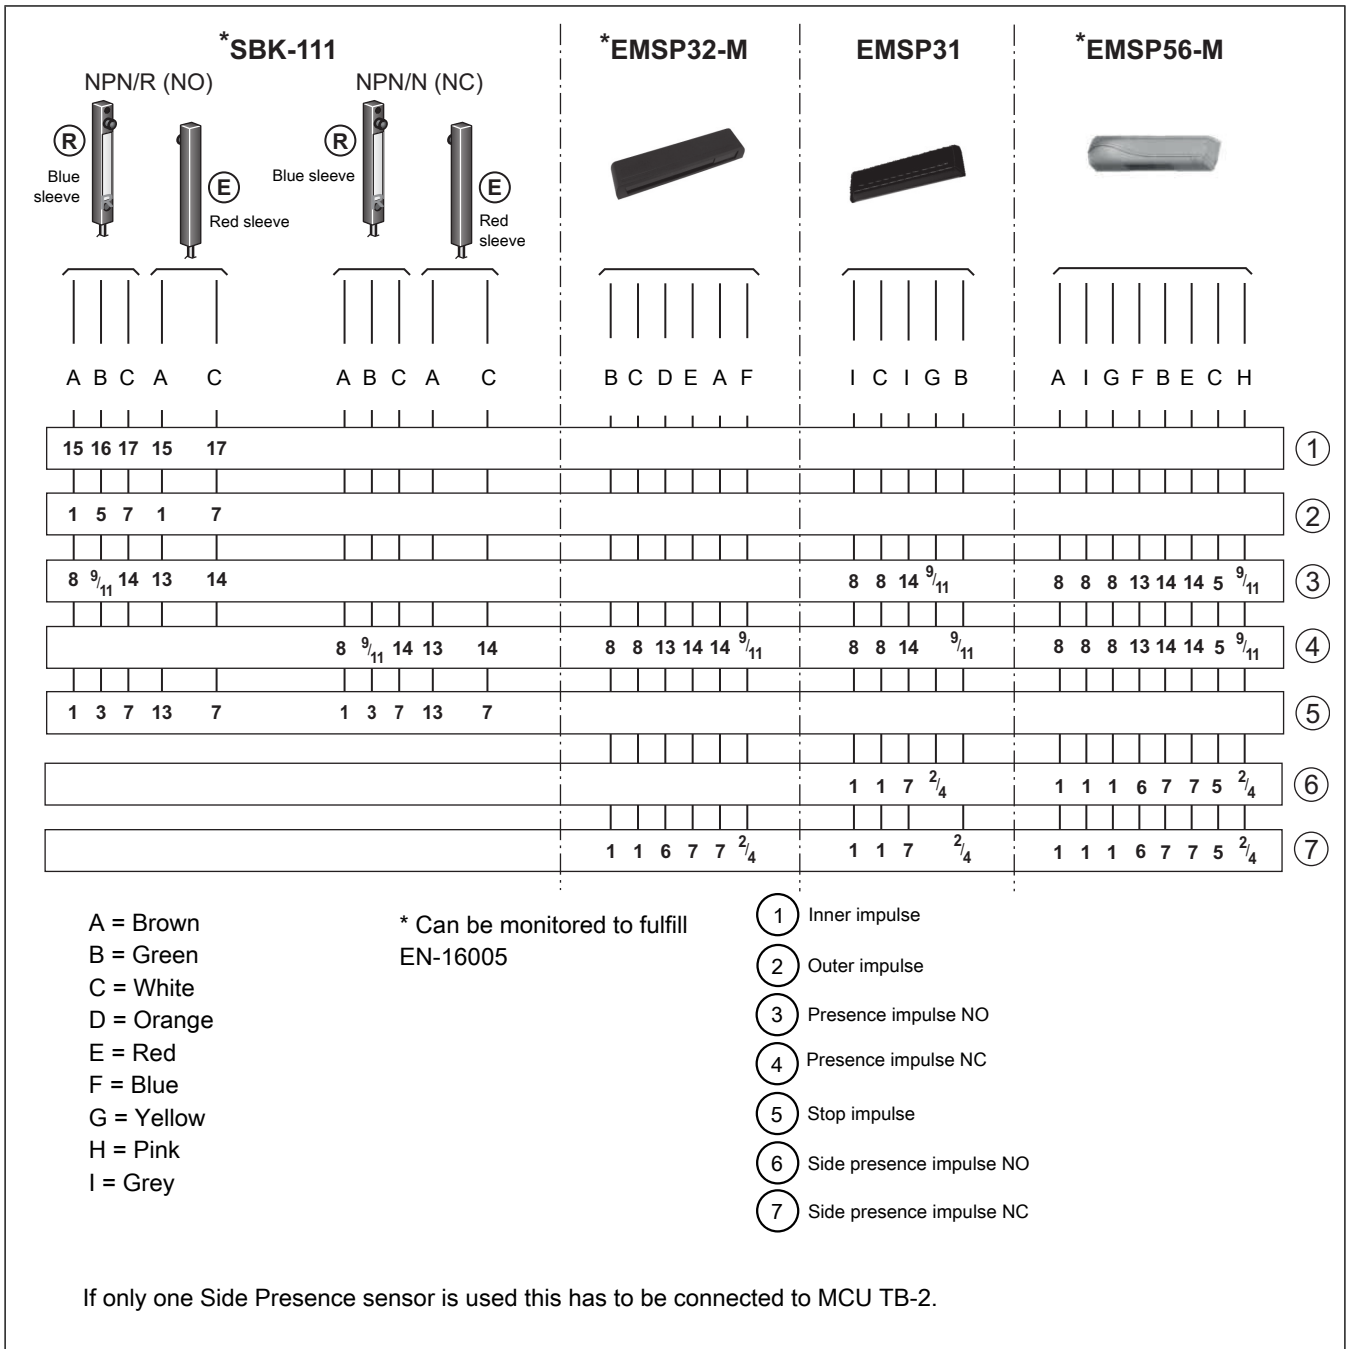 *SBK-111 *EMSP32-M EMSP31 *EMSP56-M
NPN/R (NO) NPN/N (NC)
R R
Blue sleeve Blue sleeve
E E
Red sleeve Red sleeve
A B C A C A B C A C B C D E A F I C I G B A I G F B E C H
15 16 17 15 17 1
1 5 7 1 7 2
8 9/11 14 13 14 8 8 14 9/11 8 8 8 13 14 14 5 9/11 3
8 9/11 14 13 14 8 8 13 14 14 9/11 8 8 14 9/11 8 8 8 13 14 14 5 9/11 4
1 3 7 13 7 1 3 7 13 7 5
1 1 7 2/4 1 1 1 6 7 7 5 2/4 6
1 1 6 7 7 2/4 1 1 7 2/4 1 1 1 6 7 7 5 2/4 7
A = Brown
B = Green
C = White
D = Orange
E = Red
F = Blue
G = Yellow
H = Pink
I = Grey
* Can be monitored to fulfill
EN-16005
1 Inner impulse
2 Outer impulse
3 Presence impulse NO
4 Presence impulse NC
5 Stop impulse
6 Side presence impulse NO
7 Side presence impulse NC
If only one Side Presence sensor is used this has to be connected to MCU TB-2.